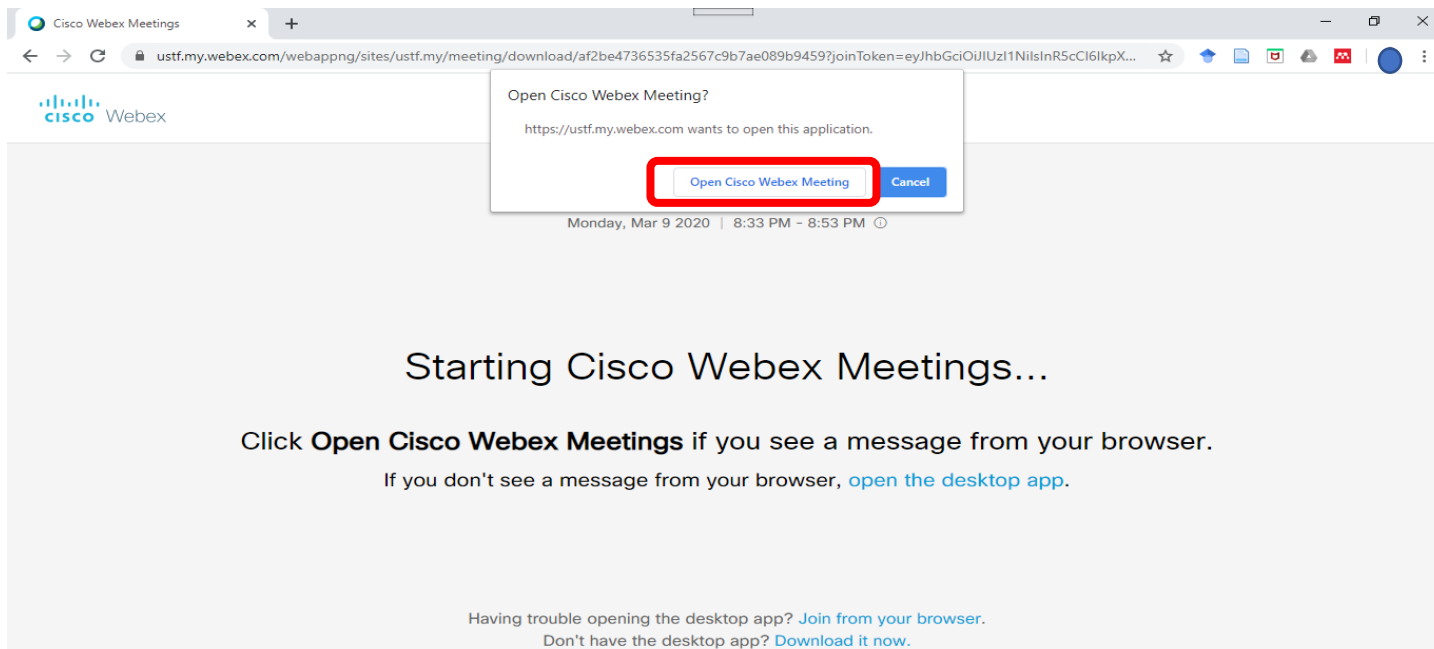 Cisco Webex Meetings
ustf.my.webex.com/webappng/sites/ustf.my/meeting/download/af2be4736535fa2567c9b7ae089b9459?joinToken=eyJhbGciOiJIUzI1NiIsInR5cCI6IkpX...
Open Cisco Webex Meeting?
https://ustf.my.webex.com wants to open this application.
Open Cisco Webex Meeting Cancel
cisco Webex
Monday, Mar 9 2020 | 8:33 PM - 8:53 PM
Starting Cisco Webex Meetings...
Click Open Cisco Webex Meetings if you see a message from your browser.
If you don't see a message from your browser, open the desktop app.
Having trouble opening the desktop app? Join from your browser.
Don't have the desktop app? Download it now.